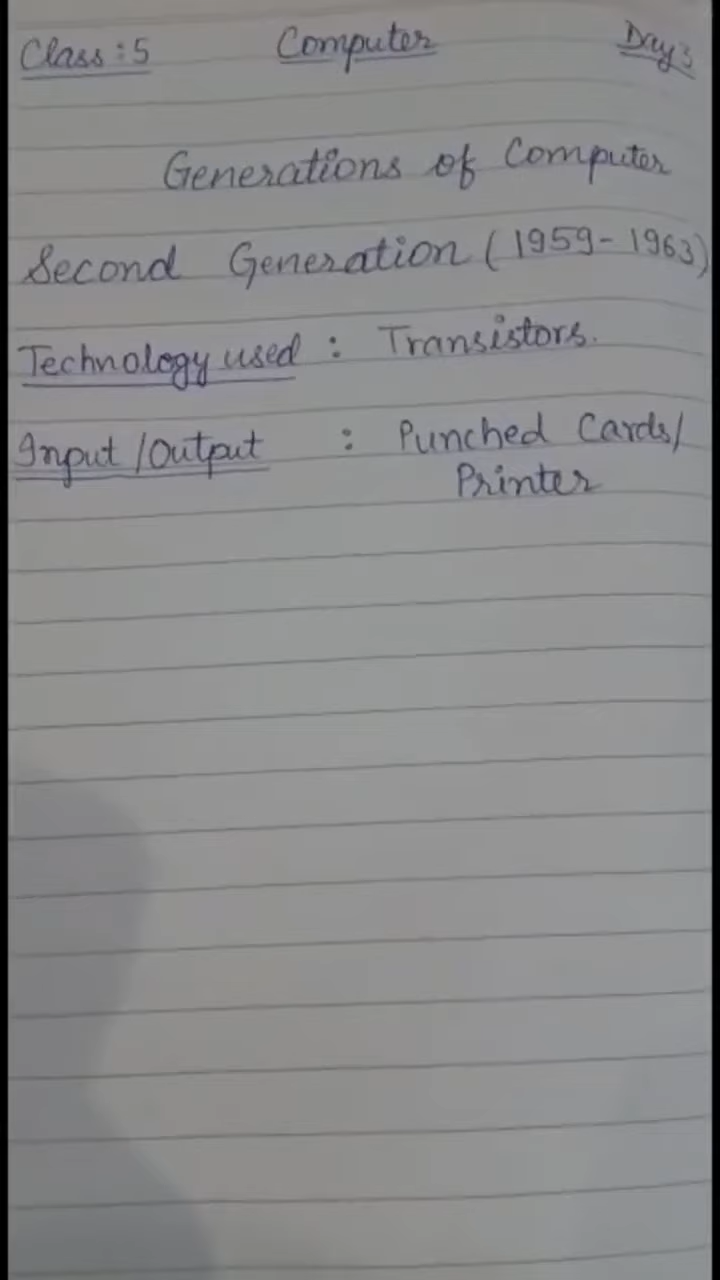 Class : 5 Computer Day 3
Generations of Computer
Second Generation (1959-1963)
Technology used : Transistors.
Input/Output : Punched Cards/
Printer